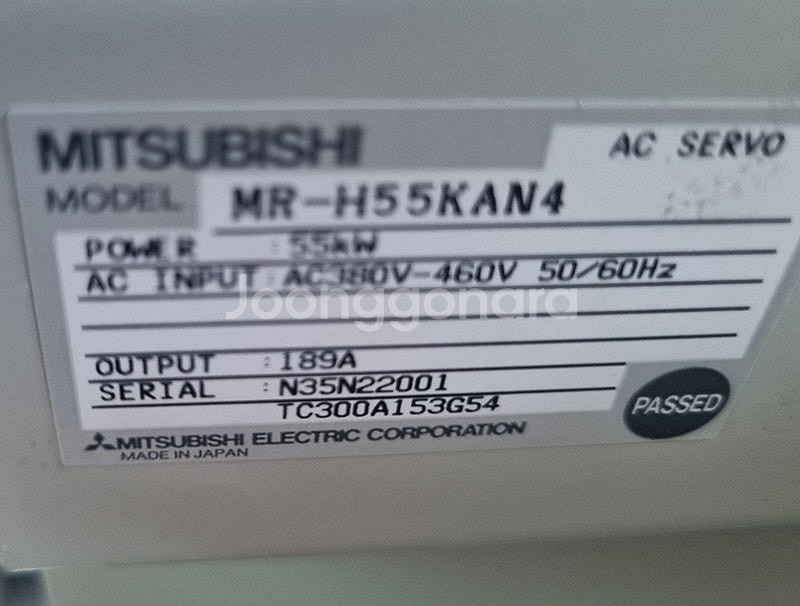 MITSUBISHI
AC SERVO
MODEL MR-H55KAN4
POWER : 55kW
AC INPUT : AC380V-460V 50/60Hz
Joonggonara
OUTPUT : 189A
SERIAL : N35N22001
TC300A153G54
PASSED
MITSUBISHI ELECTRIC CORPORATION
MADE IN JAPAN